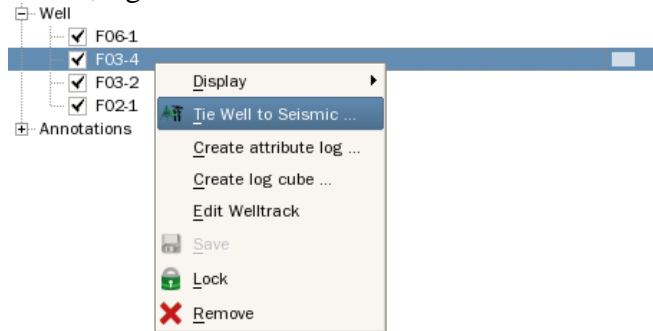 Well
F06-1
F03-4
F03-2
F02-1
Annotations
Display
Tie Well to Seismic ...
Create attribute log ...
Create log cube ...
Edit Welltrack
Save
Lock
Remove